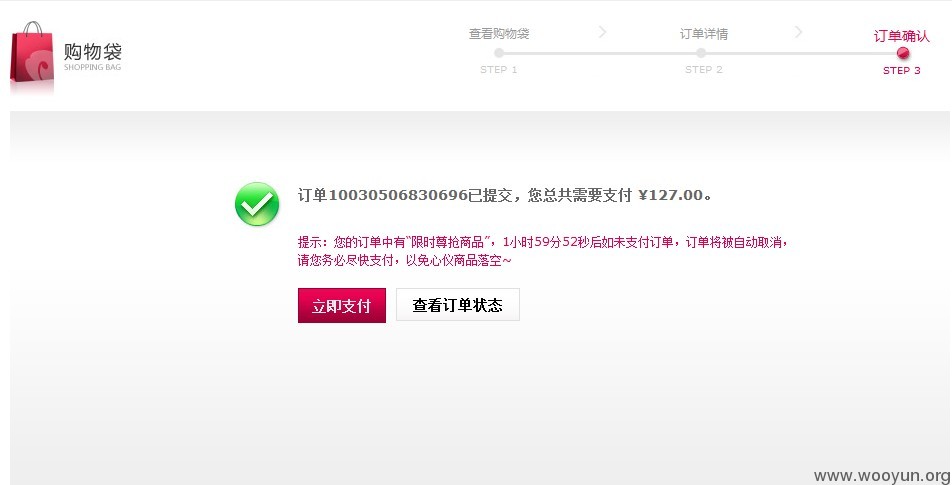 购物袋
SHOPPING BAG
查看购物袋
订单详情
订单确认
STEP 1
STEP 2
STEP 3
订单10030506830696已提交，您总共需要支付 ¥127.00。
提示：您的订单中有“限时尊抢商品”，1小时59分52秒后如未支付订单，订单将被自动取消，
请您务必尽快支付，以免心仪商品落空~
立即支付
查看订单状态
www.wooyun.org